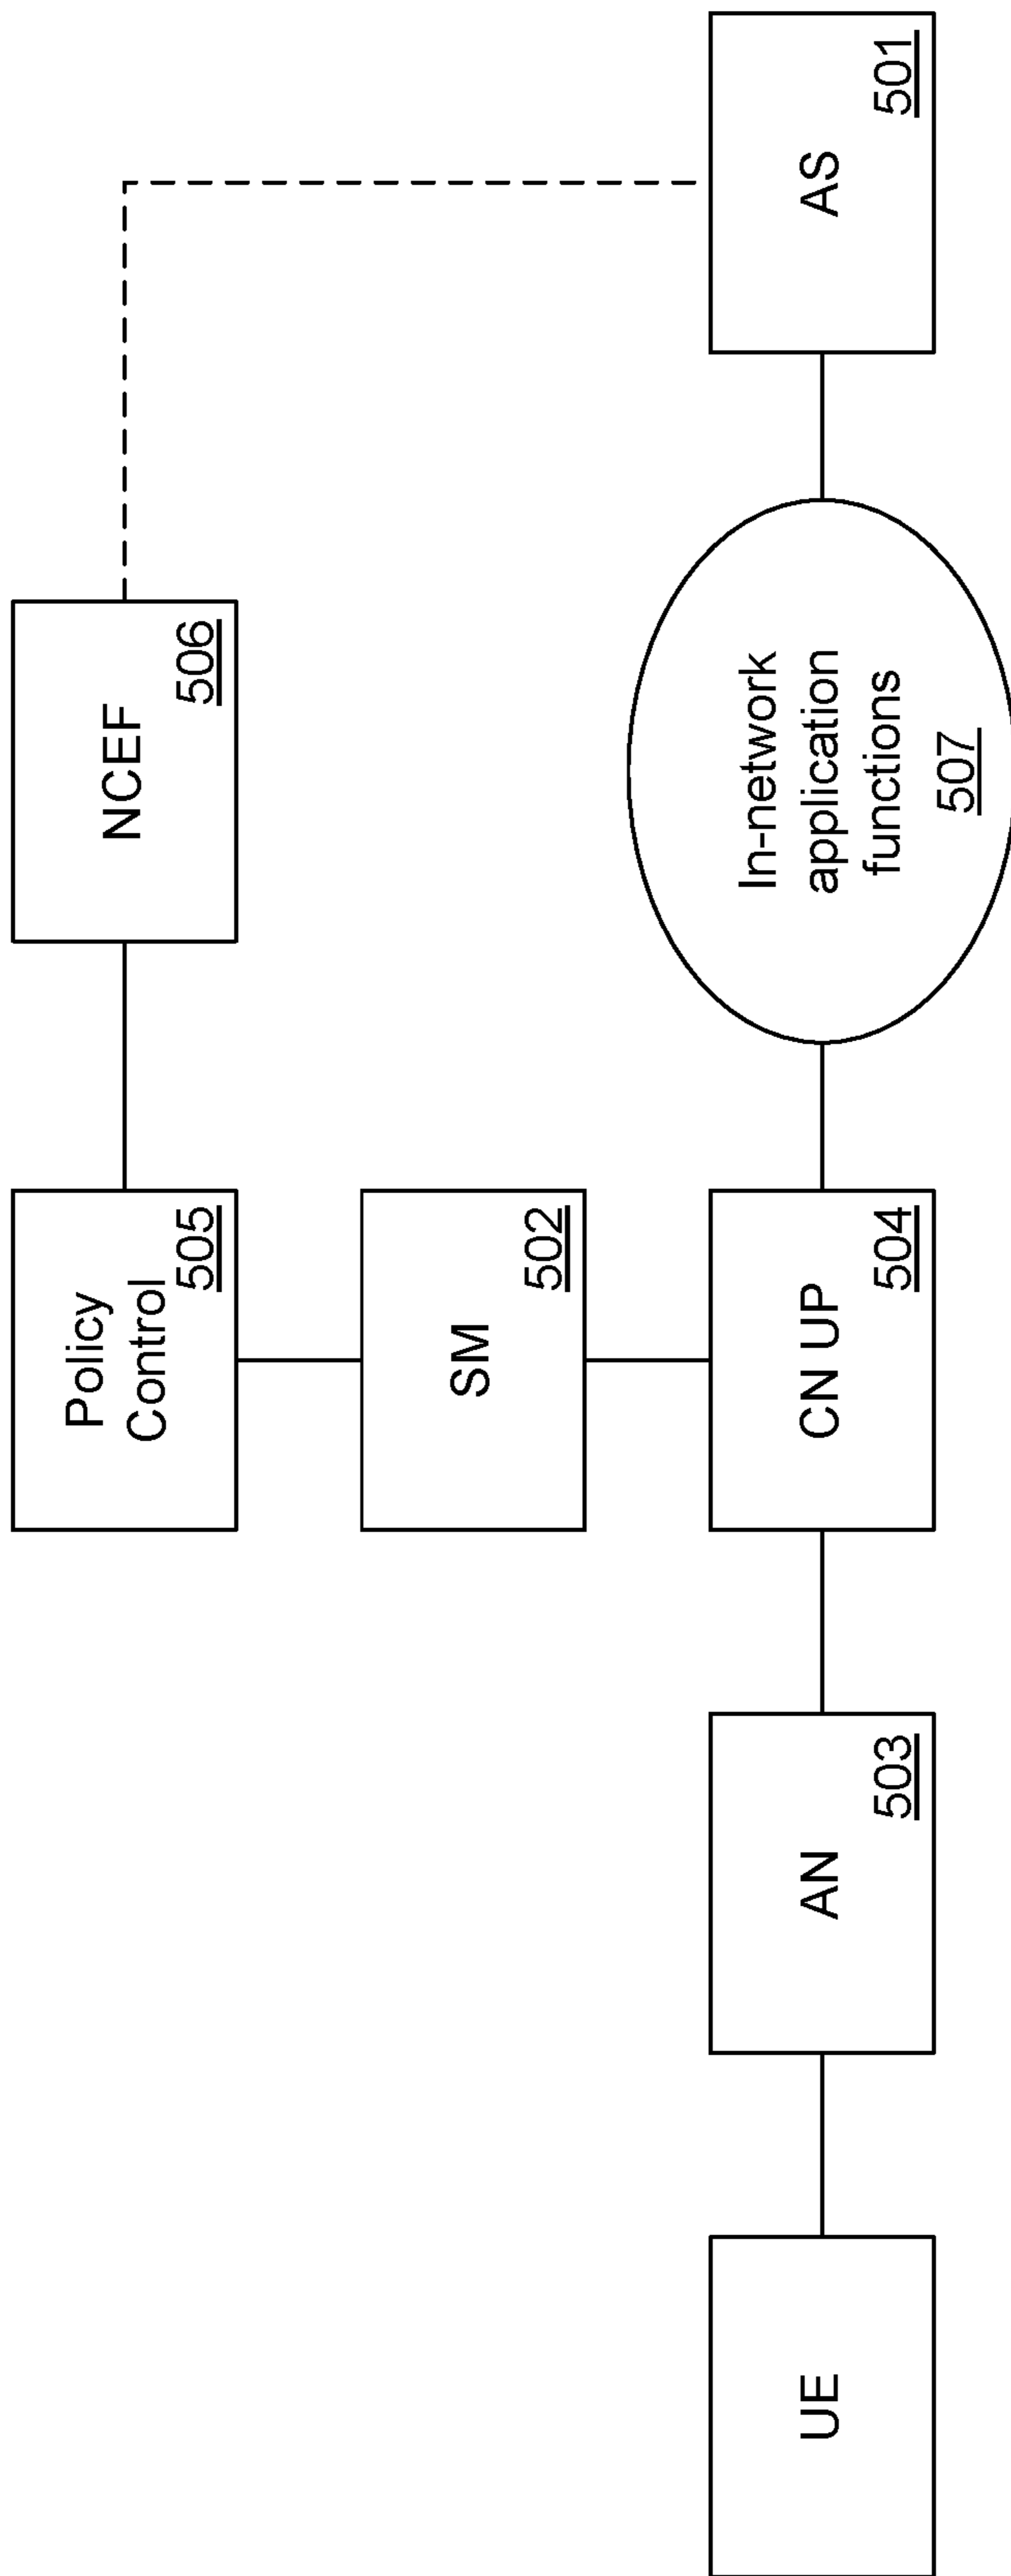 Policy
Control
505
NCEF
506
SM
502
UE
AN
503
CN UP
504
In-network
application
functions
507
AS
501